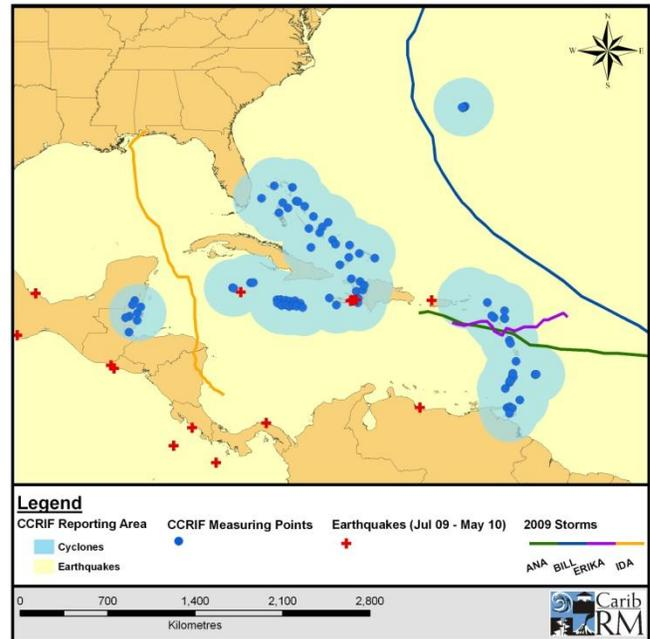 N
W E
S
Legend
CCRIF Reporting Area
Cyclones
Earthquakes
CCRIF Measuring Points
Earthquakes (Jul 09 - May 10)
2009 Storms
ANA BILL ERIKA IDA
0 700 1,400 2,100 2,800
Kilometres
Carib
RM